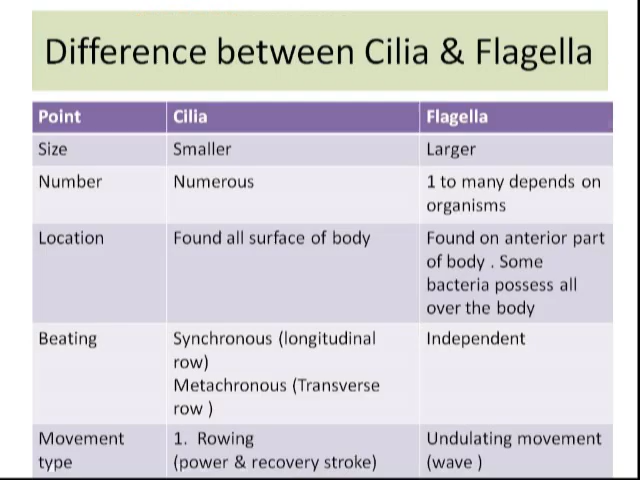 Difference between Cilia & Flagella
Point Cilia Flagella
Size Smaller Larger
Number Numerous 1 to many depends on
organisms
Location Found all surface of body Found on anterior part
of body . Some
bacteria possess all
over the body
Beating Synchronous (longitudinal Independent
row)
Metachronous (Transverse
row )
Movement 1. Rowing Undulating movement
type (power & recovery stroke) (wave )